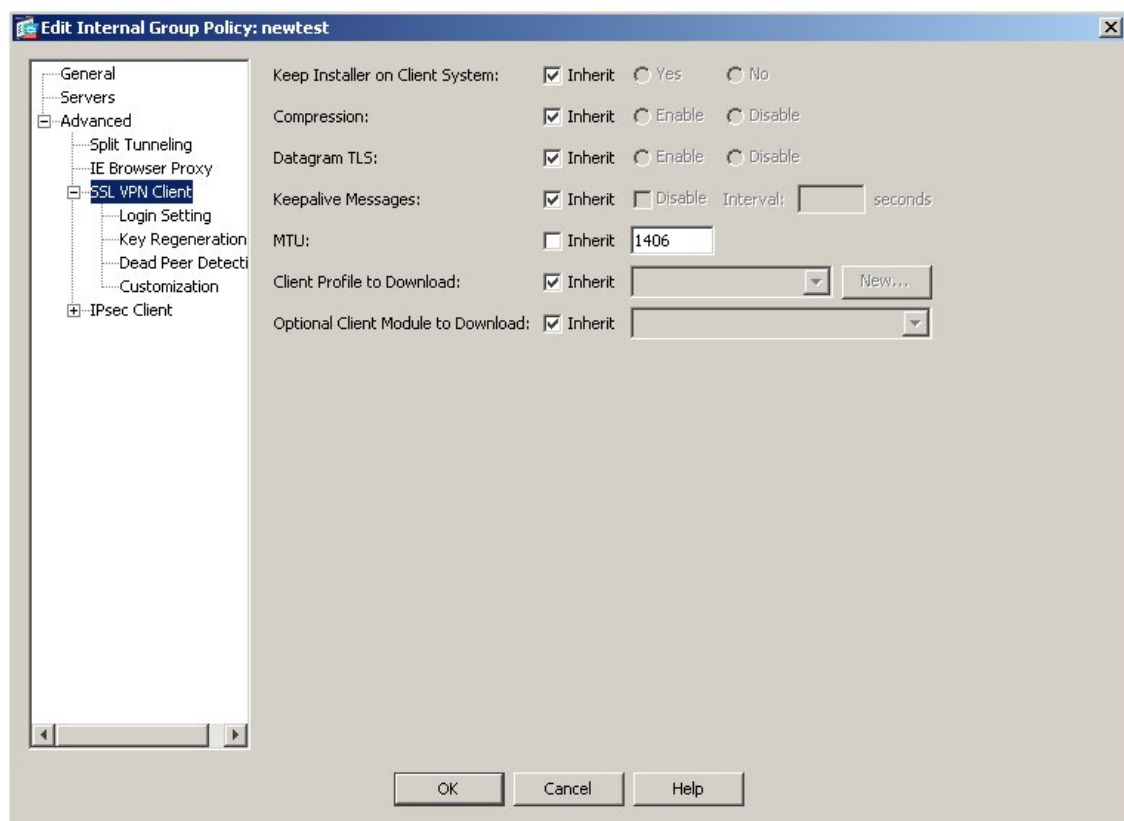 Edit Internal Group Policy: newtest
General
Servers
Advanced
Split Tunneling
IE Browser Proxy
SSL VPN Client
Login Setting
Key Regeneration
Dead Peer Detecti
Customization
IPsec Client
Keep Installer on Client System: Inherit Yes No
Compression: Inherit Enable Disable
Datagram TLS: Inherit Enable Disable
Keepalive Messages: Inherit Disable Interval: seconds
MTU: Inherit 1406
Client Profile to Download: Inherit New...
Optional Client Module to Download: Inherit
OK Cancel Help